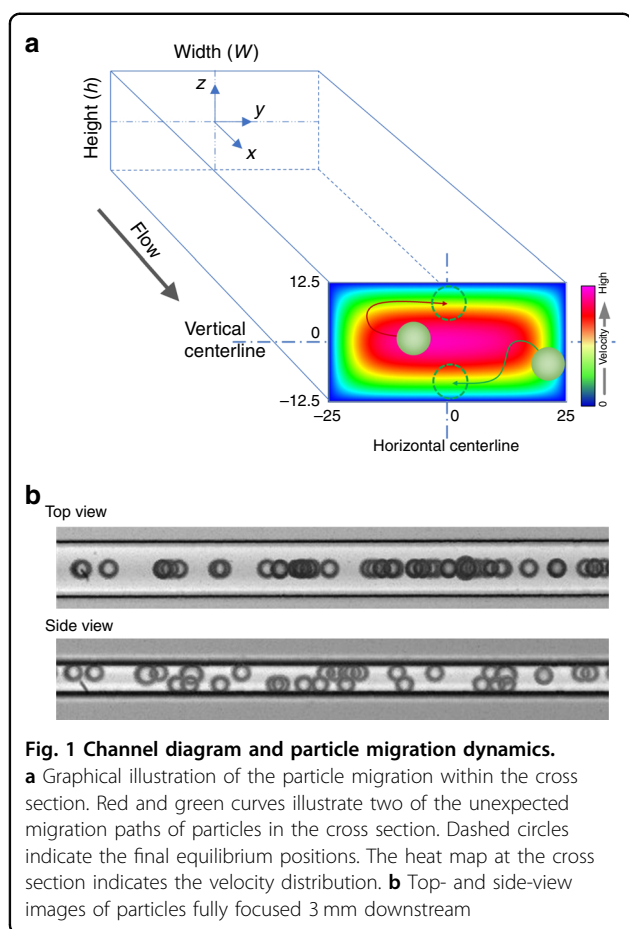 a
Width (W)
Height (h)
z
y
x
Flow
12.5
Vertical
centerline
0
−12.5
−25
0
25
Horizontal centerline
0
Velocity
High
b
Top view
Side view
Fig. 1 Channel diagram and particle migration dynamics.
a Graphical illustration of the particle migration within the cross
section. Red and green curves illustrate two of the unexpected
migration paths of particles in the cross section. Dashed circles
indicate the final equilibrium positions. The heat map at the cross
section indicates the velocity distribution. b Top- and side-view
images of particles fully focused 3 mm downstream